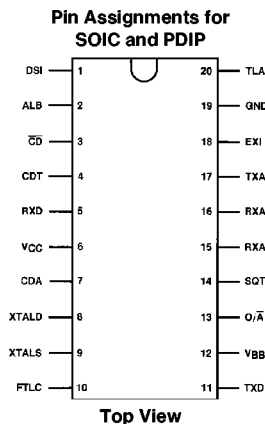 Pin Assignments for
SOIC and PDIP
DSI 1 20 TLA
ALB 2 19 GND
C̅D̅ 3 18 EXI
CDT 4 17 TXA
RXD 5 16 RXA
VCC 6 15 RXA
CDA 7 14 SQT
XTALD 8 13 O/A̅
XTALS 9 12 VBB
FTLC 10 11 TXD
Top View